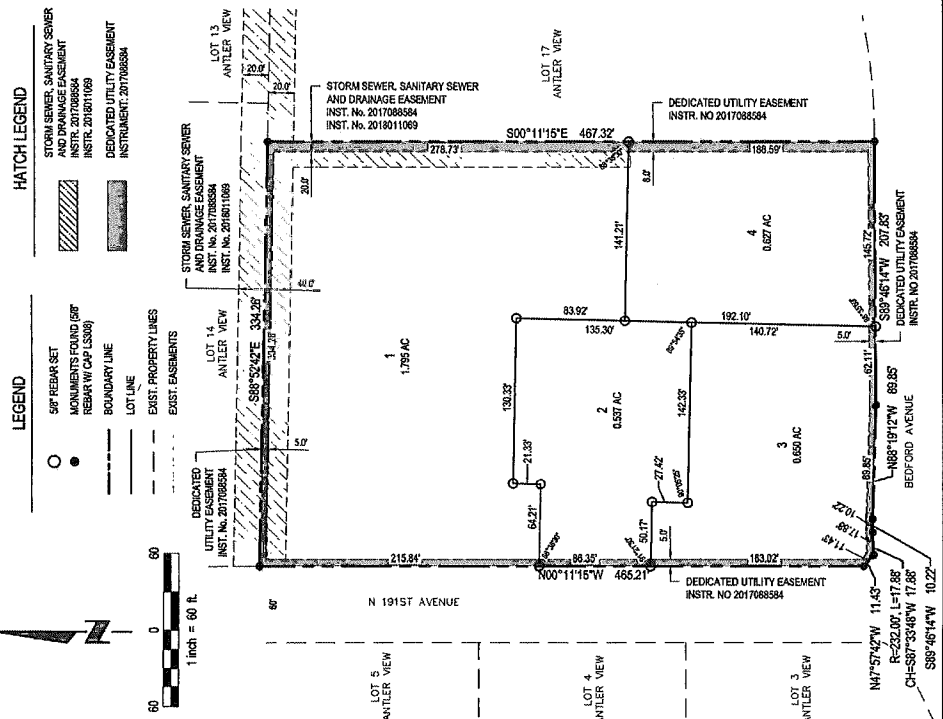 LEGEND
5/8" REBAR SET
MONUMENTS FOUND (5/8"
REBAR W/ CAP LS308)
BOUNDARY LINE
LOT LINE
EXIST. PROPERTY LINES
EXIST. EASEMENTS
HATCH LEGEND
STORM SEWER, SANITARY SEWER
AND DRAINAGE EASEMENT
INSTR. 2017088584
INSTR. 2018011069
DEDICATED UTILITY EASEMENT
INSTRUMENT: 2017088584
60
0
60
1 inch = 60 ft.
N
LOT 13
ANTLER VIEW
20.0'
20.0'
STORM SEWER, SANITARY SEWER
AND DRAINAGE EASEMENT
INST. No. 2017088584
INST. No. 2018011069
LOT 17
ANTLER VIEW
STORM SEWER, SANITARY SEWER
AND DRAINAGE EASEMENT
INST. No. 2017088584
INST. No. 2018011069
LOT 14
ANTLER VIEW
DEDICATED
UTILITY EASEMENT
INST. No. 2017088584
S88°52'42"E 334.26'
334.26'
40.0'
5.0'
20.0'
S00°11'15"E 467.32'
278.73'
188.59'
8.0'
DEDICATED UTILITY EASEMENT
INSTR. NO 2017088584
1
1.795 AC
2
0.537 AC
3
0.650 AC
4
0.627 AC
141.21'
83.92'
135.30'
192.10'
140.72'
130.33'
21.33'
64.21'
142.33'
27.42'
50.17'
5.0'
215.84'
86.35'
163.02'
N00°11'15"W 465.21'
DEDICATED UTILITY EASEMENT
INSTR. NO 2017088584
N 191ST AVENUE
60'
145.72'
S89°46'14"W 207.83'
DEDICATED UTILITY EASEMENT
INSTR. NO 2017088584
5.0'
62.11'
89.85'
N88°19'12"W 89.85'
BEDFORD AVENUE
10.22'
17.88'
11.43'
N47°57'42"W 11.43'
R=232.00', L=17.88'
CH=S87°33'48"W 17.88'
S89°46'14"W 10.22'
LOT 5
ANTLER VIEW
LOT 4
ANTLER VIEW
LOT 3
ANTLER VIEW